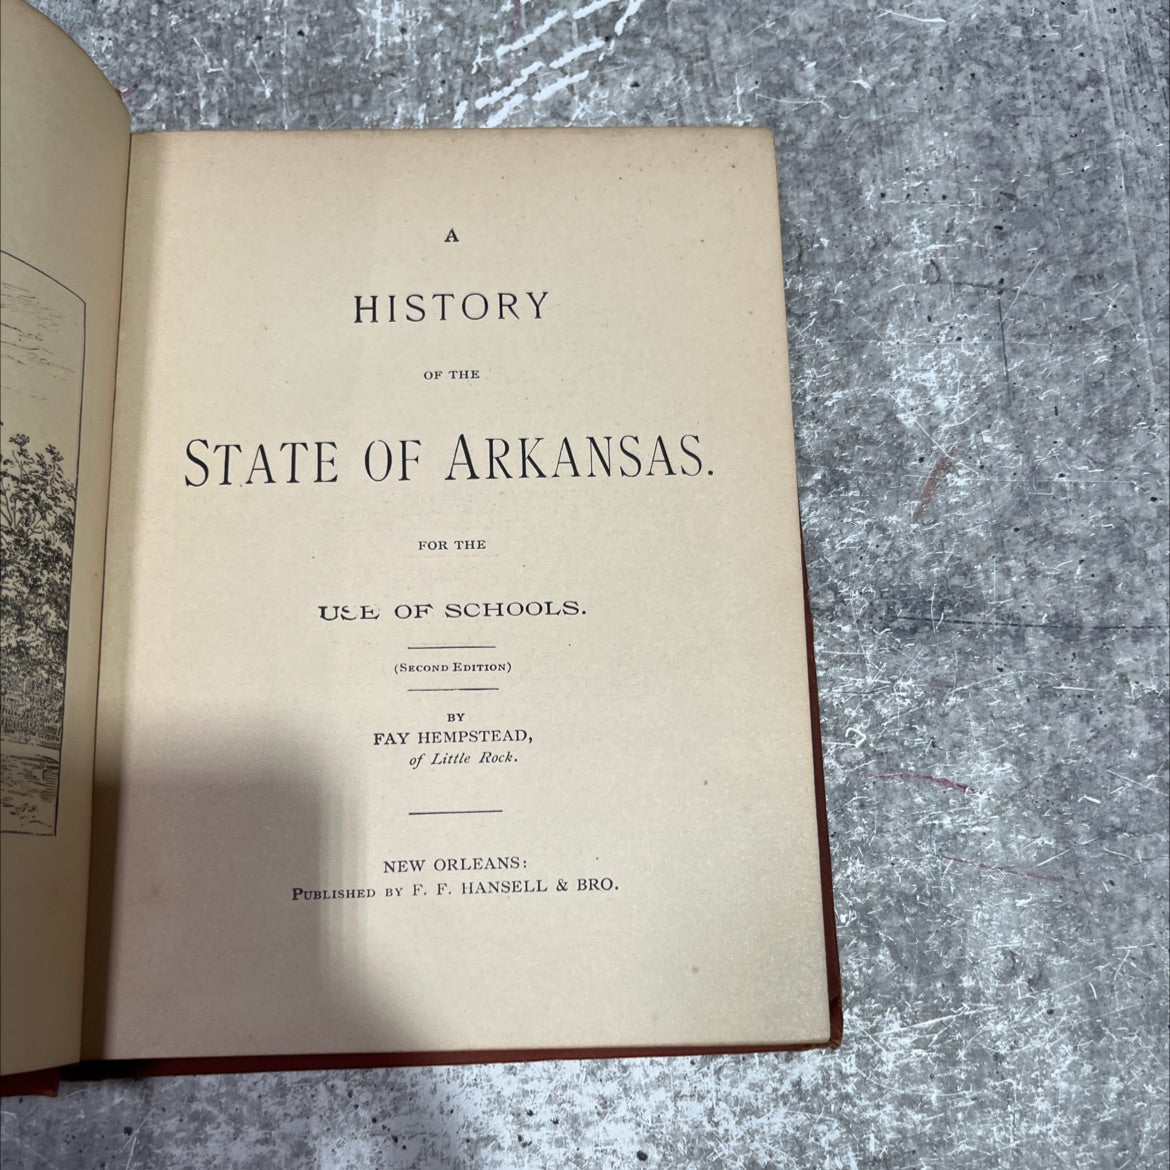 A
HISTORY
OF THE
STATE OF ARKANSAS.
FOR THE
USE OF SCHOOLS.
(SECOND EDITION)
BY
FAY HEMPSTEAD,
of Little Rock.
NEW ORLEANS:
PUBLISHED BY F. F. HANSELL & BRO.